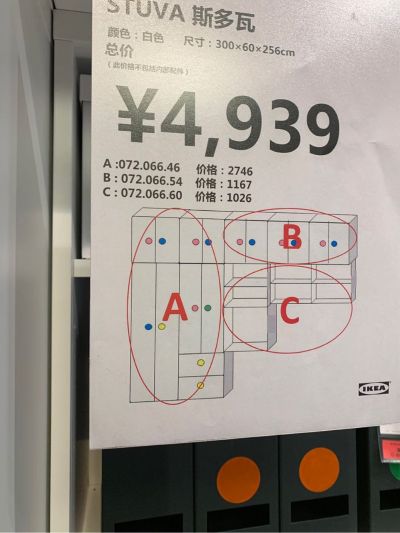 STUVA 斯多瓦
颜色：白色 尺寸：300×60×256cm
总价
（此价格不包括内部配件）
¥4,939
A :072.066.46 价格：2746
B : 072.066.54 价格：1167
C : 072.066.60 价格：1026
B
A
C
IKEA